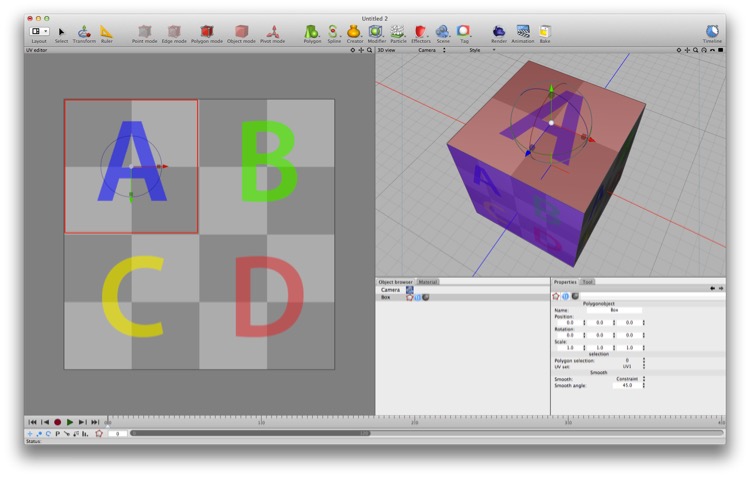 Untitled 2
Layout Select Transform Ruler Point mode Edge mode Polygon mode Object mode Pivot mode Polygon Spline Creator Modifier Particle Effectors Scene Tag Render Animation Bake Timeline
UV editor
3D view Camera Style
A B
C D
A
A B
D
Object browser Material
Camera
Box
Properties Tool
Polygonobject
Name: Box
Position:
0.0 0.0 0.0
Rotation:
0.0 0.0 0.0
Scale:
1.0 1.0 1.0
selection
Polygon selection: 0
UV set: UV1
Smooth
Smooth: Constraint
Smooth angle: 45.0
0
Status: